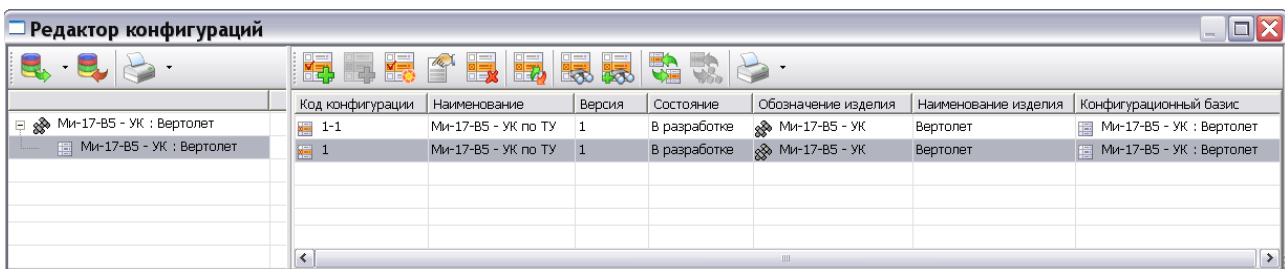 Редактор конфигураций
Код конфигурации Наименование Версия Состояние Обозначение изделия Наименование изделия Конфигурационный базис
Ми-17-В5 - УК : Вертолет 1-1 Ми-17-В5 - УК по ТУ 1 В разработке Ми-17-В5 - УК Вертолет Ми-17-В5 - УК : Вертолет
Ми-17-В5 - УК : Вертолет 1 Ми-17-В5 - УК по ТУ 1 В разработке Ми-17-В5 - УК Вертолет Ми-17-В5 - УК : Вертолет